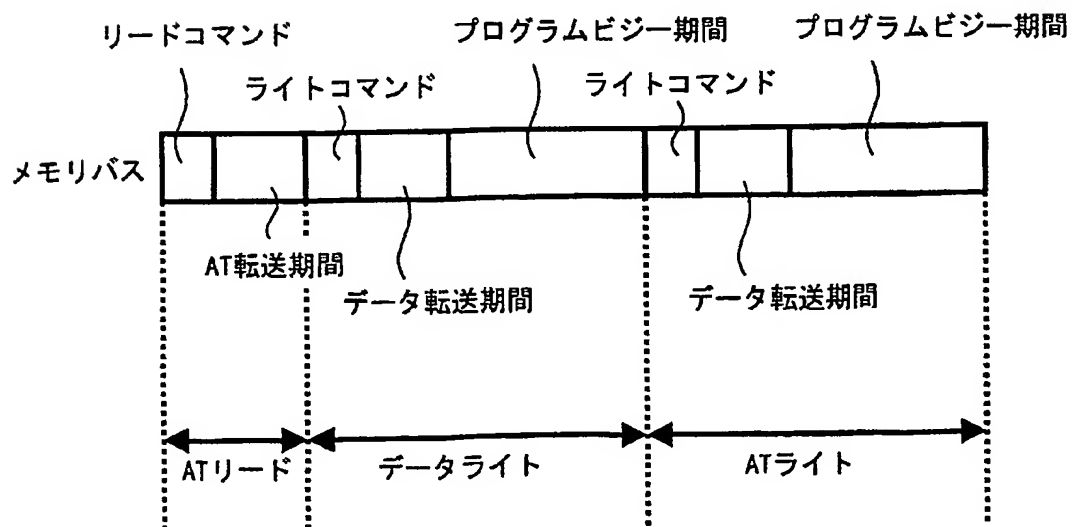 リードコマンド
プログラムビジー期間
プログラムビジー期間
ライトコマンド
ライトコマンド
メモリバス
AT転送期間
データ転送期間
データ転送期間
ATリード
データライト
ATライト